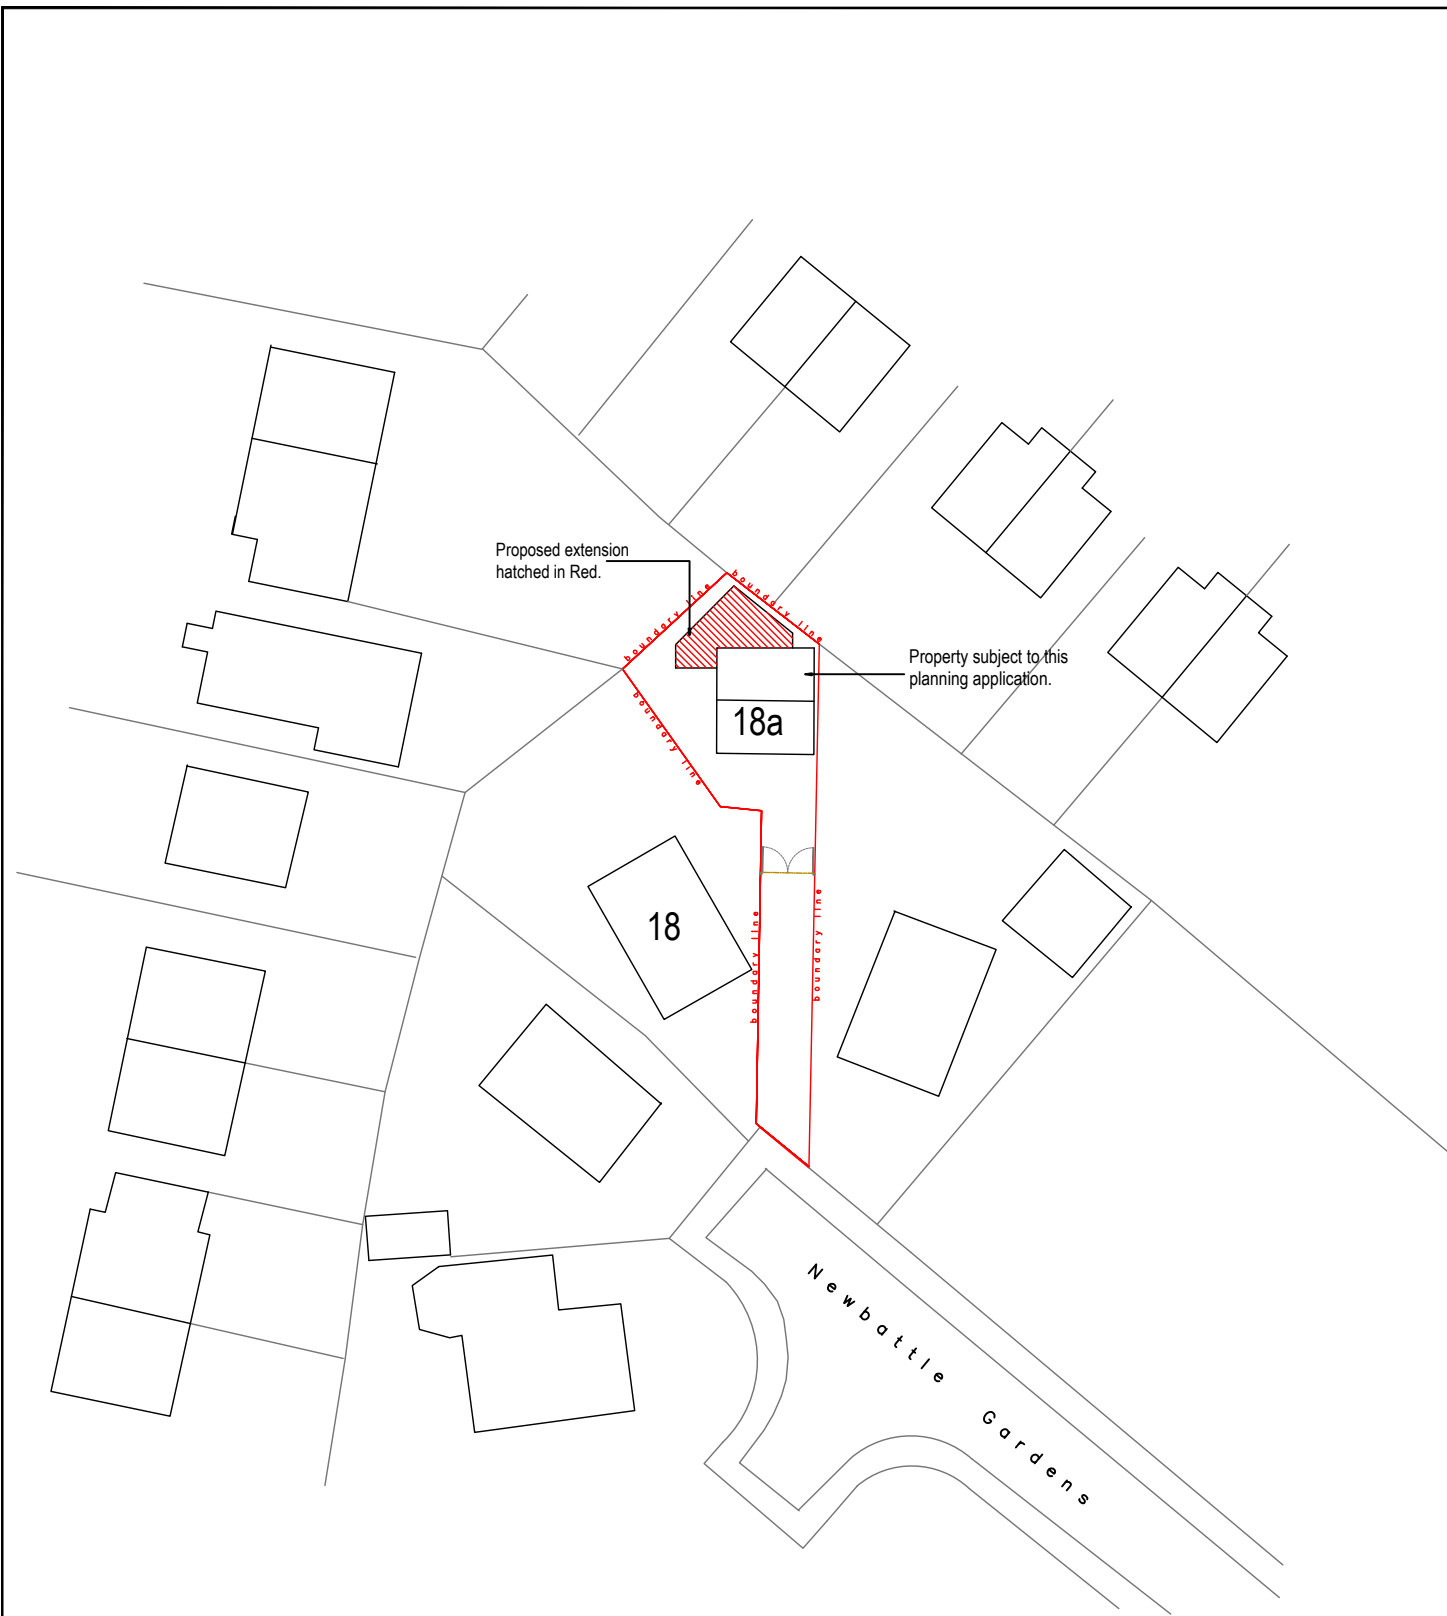 Proposed extension
hatched in Red.
boundary line
boundary line
boundary line
Property subject to this
planning application.
18a
18
boundary line
boundary line
Newbattle Gardens